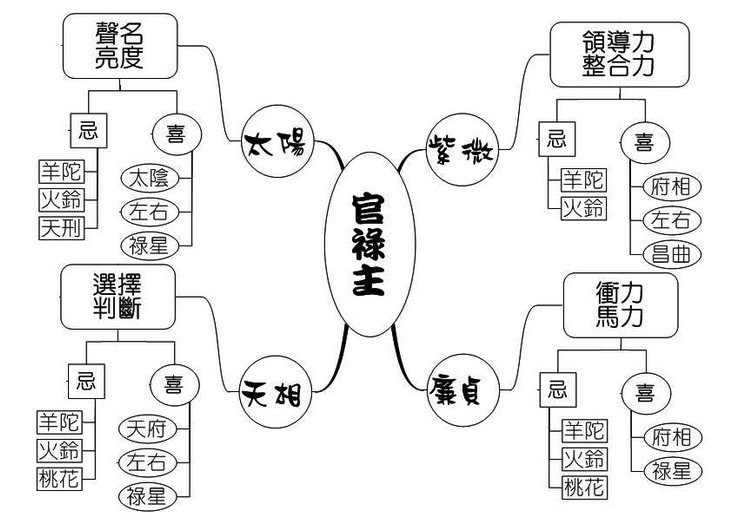 聲名
亮度
忌
羊陀
火鈴
天刑
喜
太陰
左右
祿星
太陽
領導力
整合力
忌
羊陀
火鈴
喜
府相
左右
昌曲
紫微
官祿主
選擇
判斷
忌
羊陀
火鈴
桃花
喜
天府
左右
祿星
天相
衝力
馬力
忌
羊陀
火鈴
桃花
喜
府相
祿星
廉貞